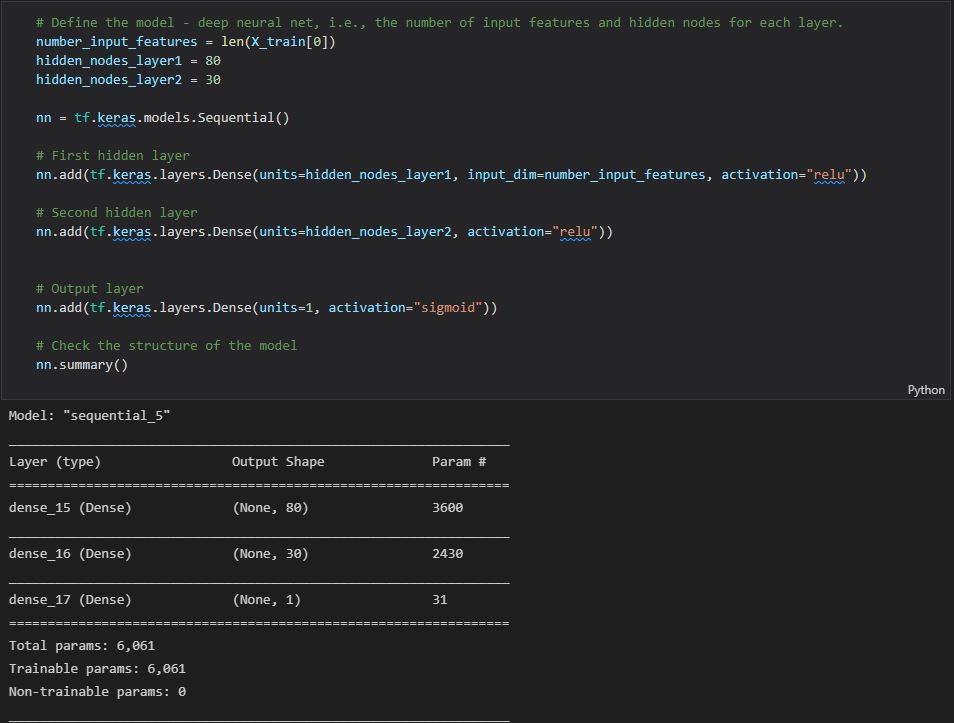 # Define the model - deep neural net, i.e., the number of input features and hidden nodes for each layer.
number_input_features = len(X_train[0])
hidden_nodes_layer1 = 80
hidden_nodes_layer2 = 30
nn = tf.keras.models.Sequential()
# First hidden layer
nn.add(tf.keras.layers.Dense(units=hidden_nodes_layer1, input_dim=number_input_features, activation="relu"))
# Second hidden layer
nn.add(tf.keras.layers.Dense(units=hidden_nodes_layer2, activation="relu"))
# Output layer
nn.add(tf.keras.layers.Dense(units=1, activation="sigmoid"))
# Check the structure of the model
nn.summary()
Python
Model: "sequential_5"
_________________________________________________________________
Layer (type) Output Shape Param #
=================================================================
dense_15 (Dense) (None, 80) 3600
_________________________________________________________________
dense_16 (Dense) (None, 30) 2430
_________________________________________________________________
dense_17 (Dense) (None, 1) 31
=================================================================
Total params: 6,061
Trainable params: 6,061
Non-trainable params: 0
_________________________________________________________________